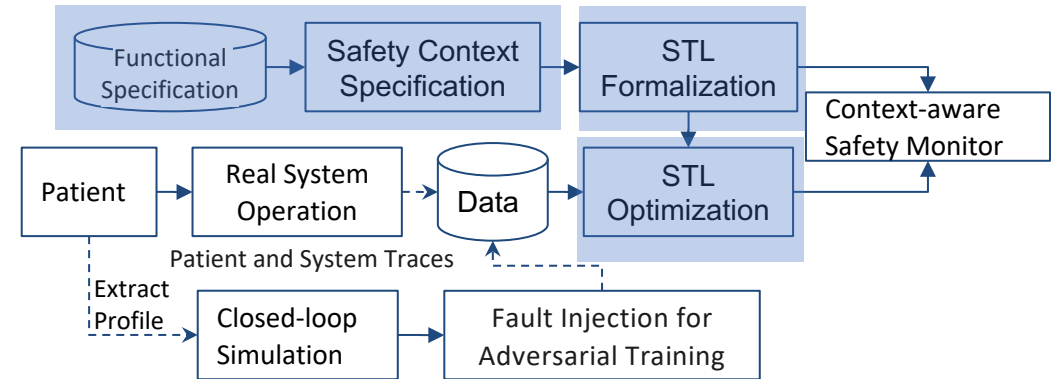 Functional
Specification
Safety Context
Specification
STL
Formalization
Context-aware
Safety Monitor
Patient
Real System
Operation
Data
STL
Optimization
Patient and System Traces
Extract
Profile
Closed-loop
Simulation
Fault Injection for
Adversarial Training